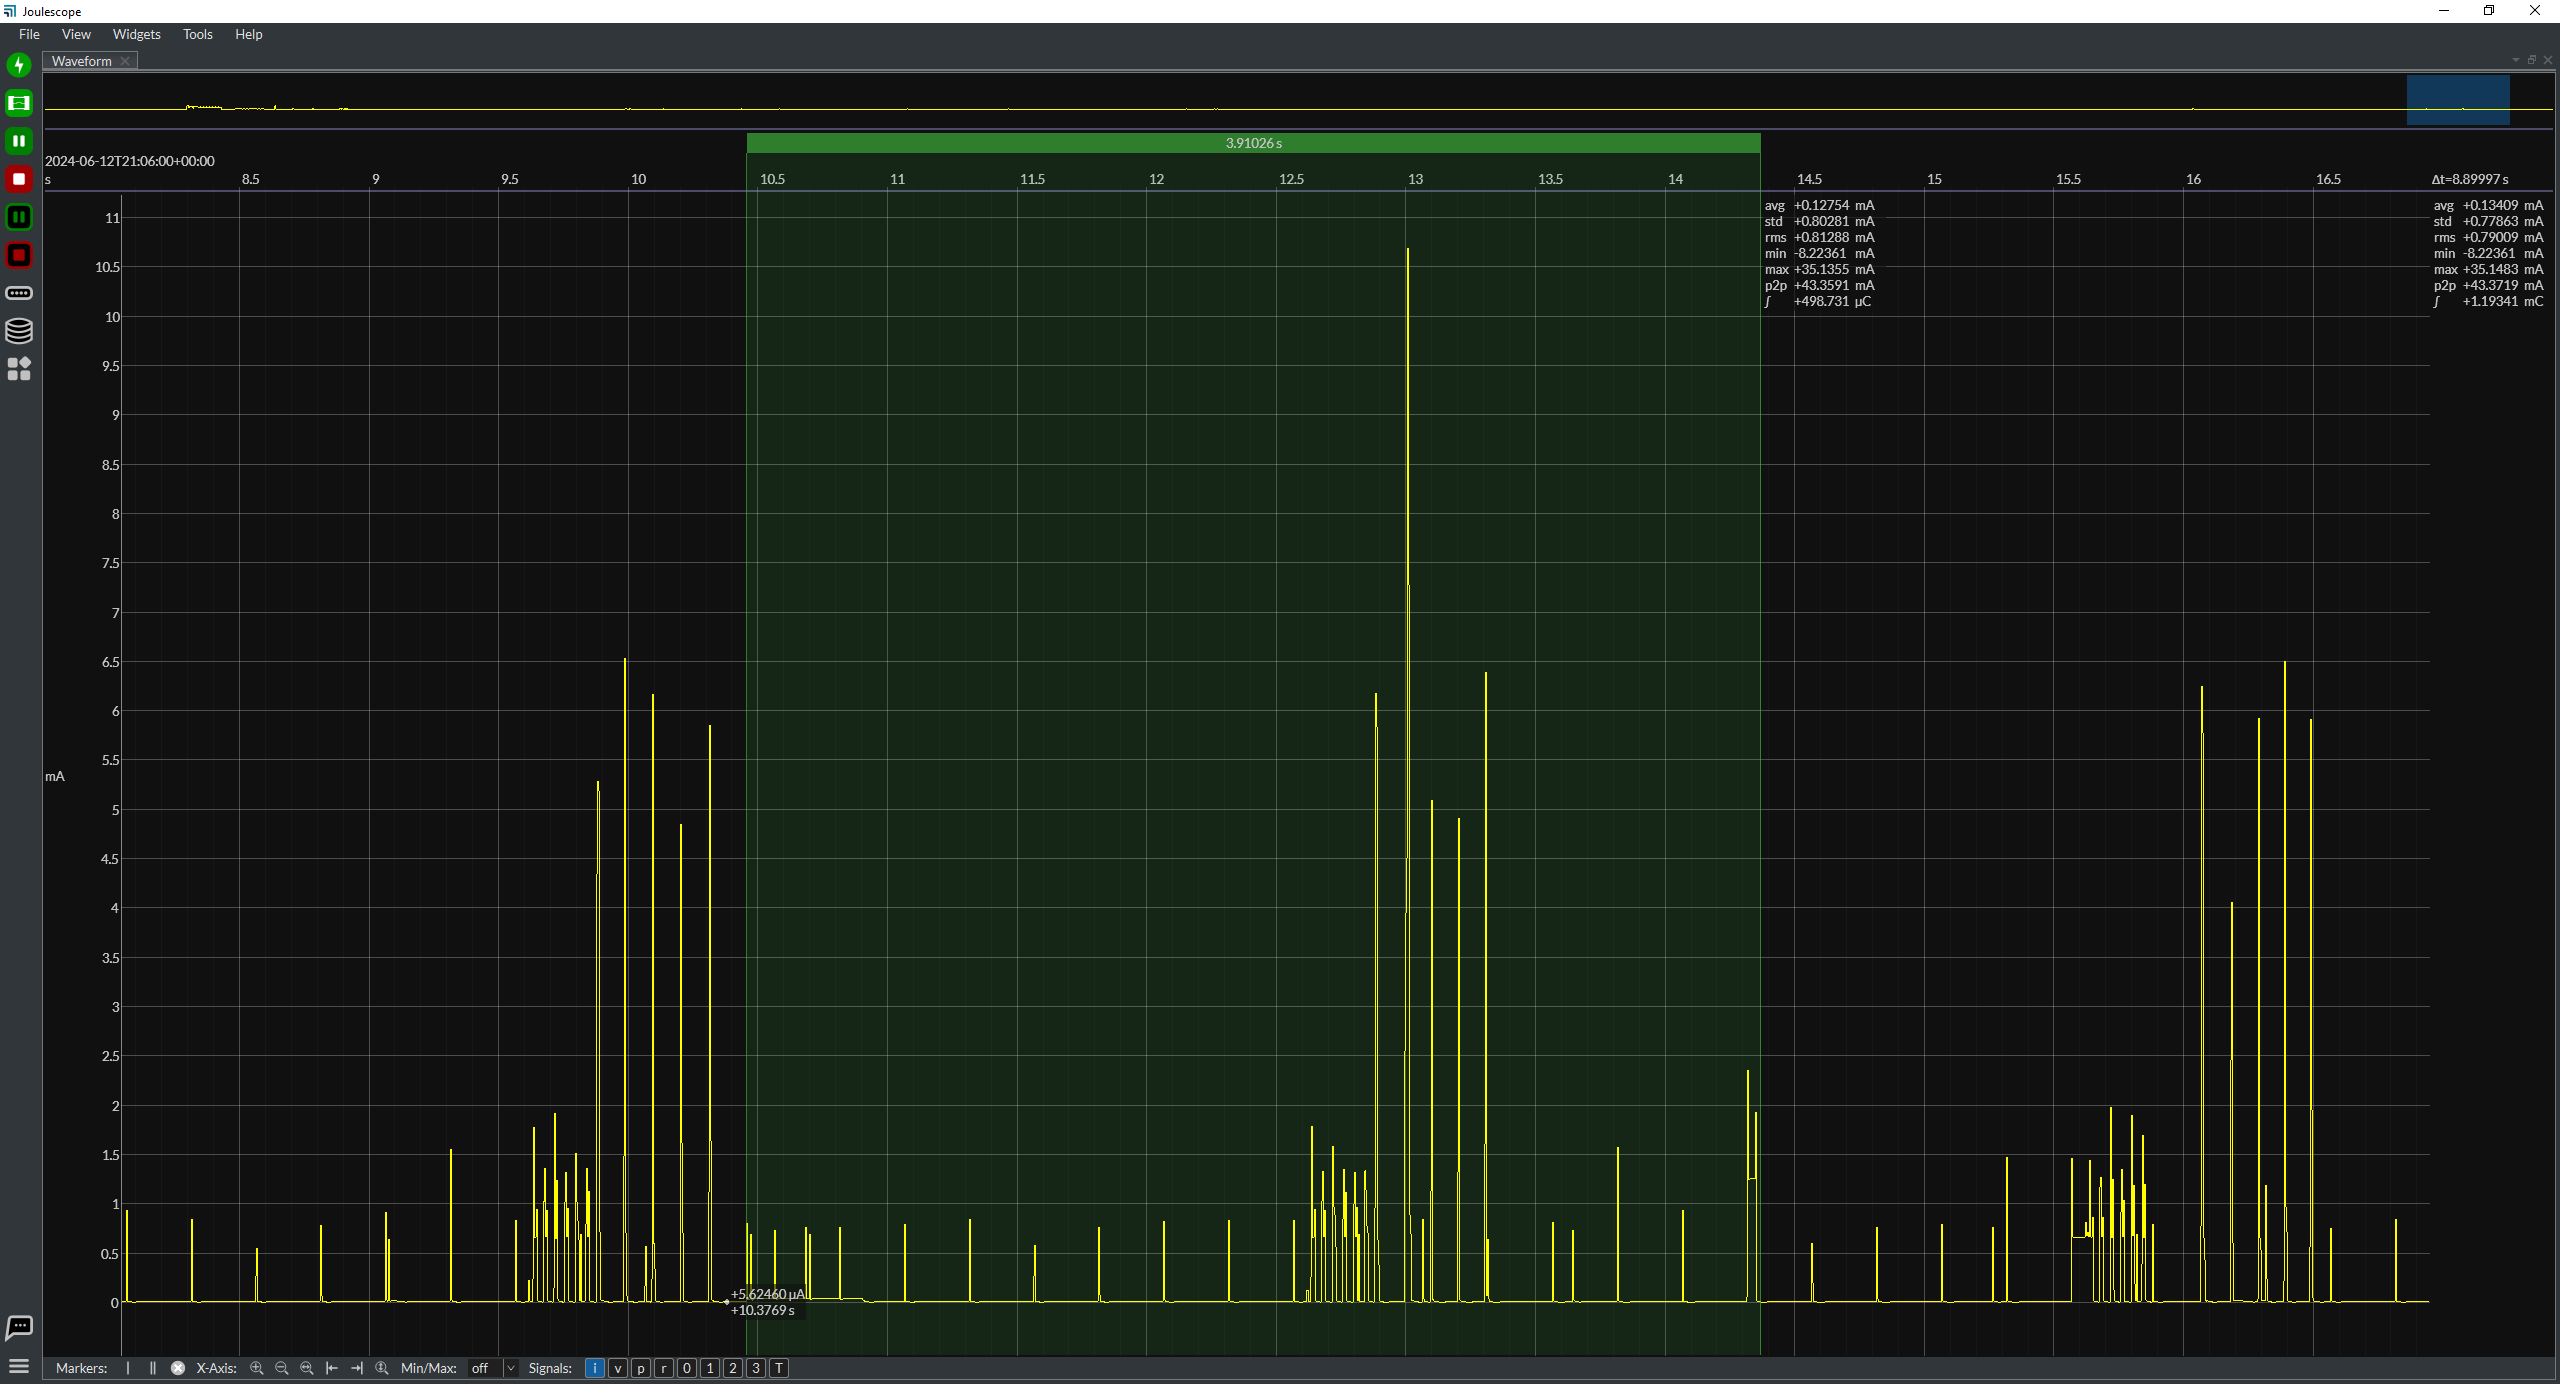 Joulescope
File View Widgets Tools Help
Waveform
3.91026 s
2024-06-12T21:06:00+00:00
s 8.5 9 9.5 10 10.5 11 11.5 12 12.5 13 13.5 14 14.5 15 15.5 16 16.5 Δt=8.89997 s
avg +0.12754 mA
std +0.80281 mA
rms +0.81288 mA
min -8.22361 mA
max +35.1355 mA
p2p +43.3591 mA
∫ +498.731 µC
avg +0.13409 mA
std +0.77863 mA
rms +0.79009 mA
min -8.22361 mA
max +35.1483 mA
p2p +43.3719 mA
∫ +1.19341 mC
11
10.5
10
9.5
9
8.5
8
7.5
7
6.5
6
5.5
mA
5
4.5
4
3.5
3
2.5
2
1.5
1
0.5
0
+5.62460 µA
+10.3769 s
Markers: X-Axis: Min/Max: off Signals: i v p r 0 1 2 3 T